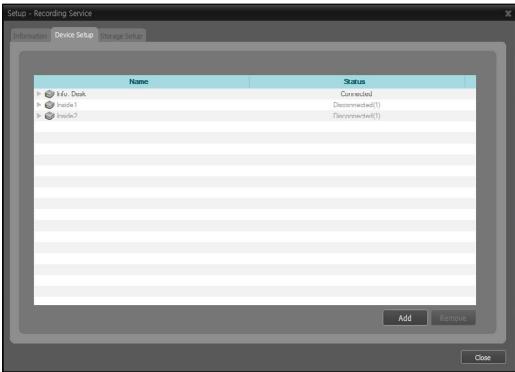 Setup - Recording Service
X
Information Device Setup Storage Setup
Name Status
Info. Desk Connected
Inside1 Disconnected(1)
Inside2 Disconnected(1)
Add Remove
Close